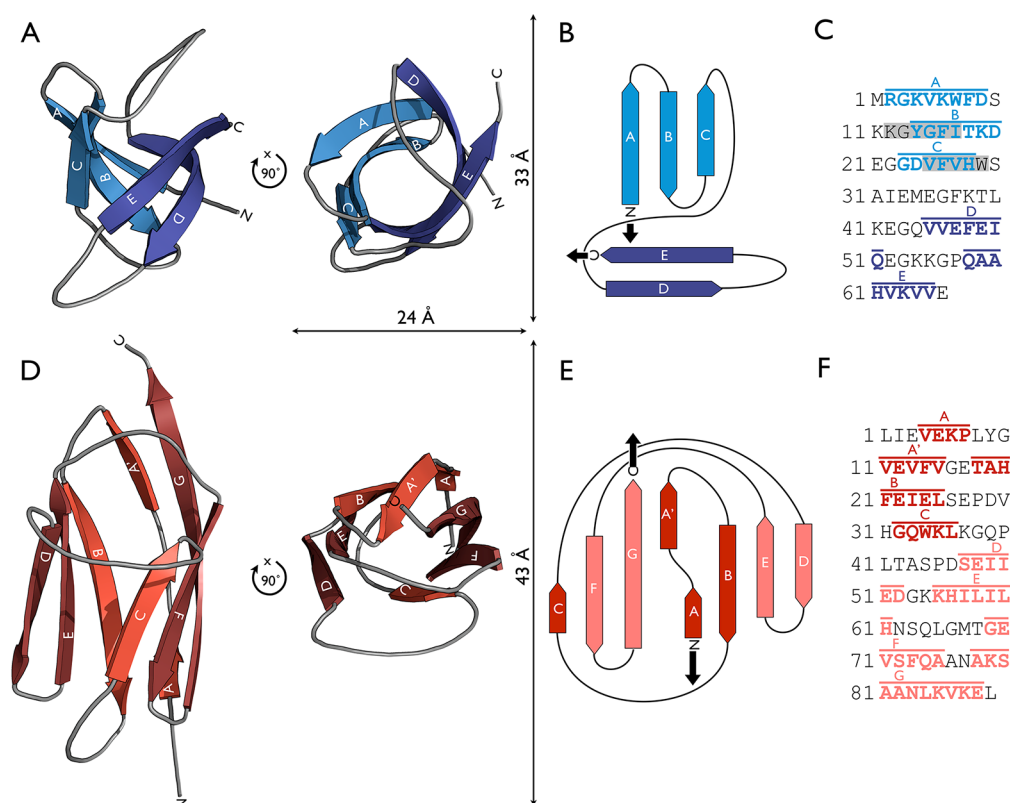 A
B
C
A
B
C
D
E
C
N
x
90°
A
B
C
D
E
C
N
33 Å
A
B
C
N
C
E
D
A
1 MRGKVKWFDS
B
11 KKGYGFITKD
C
21 EGGDVFVHWS
31 AIEMEGFKTL
D
41 KEGQVVEFEI
51 QEGKKGPQAA
E
61 HVKVVE
24 Å
D
E
F
C
A'
G
B
D
C
E
F
A
N
x
90°
B
A'
A
C
G
E
N
F
D
C
43 Å
C
A'
G
F
B
E
D
C
A
N
A
1 LIEVEKPLYG
A'
11 VEVFVGETAH
B
21 FEIELSEPDV
C
31 HGQWKLKGQP
D
41 LTASPDSEII
E
51 EDGKKHILIL
61 HNSQLGMTGE
F
71 VSFQAANAKS
G
81 AANLKVKEL